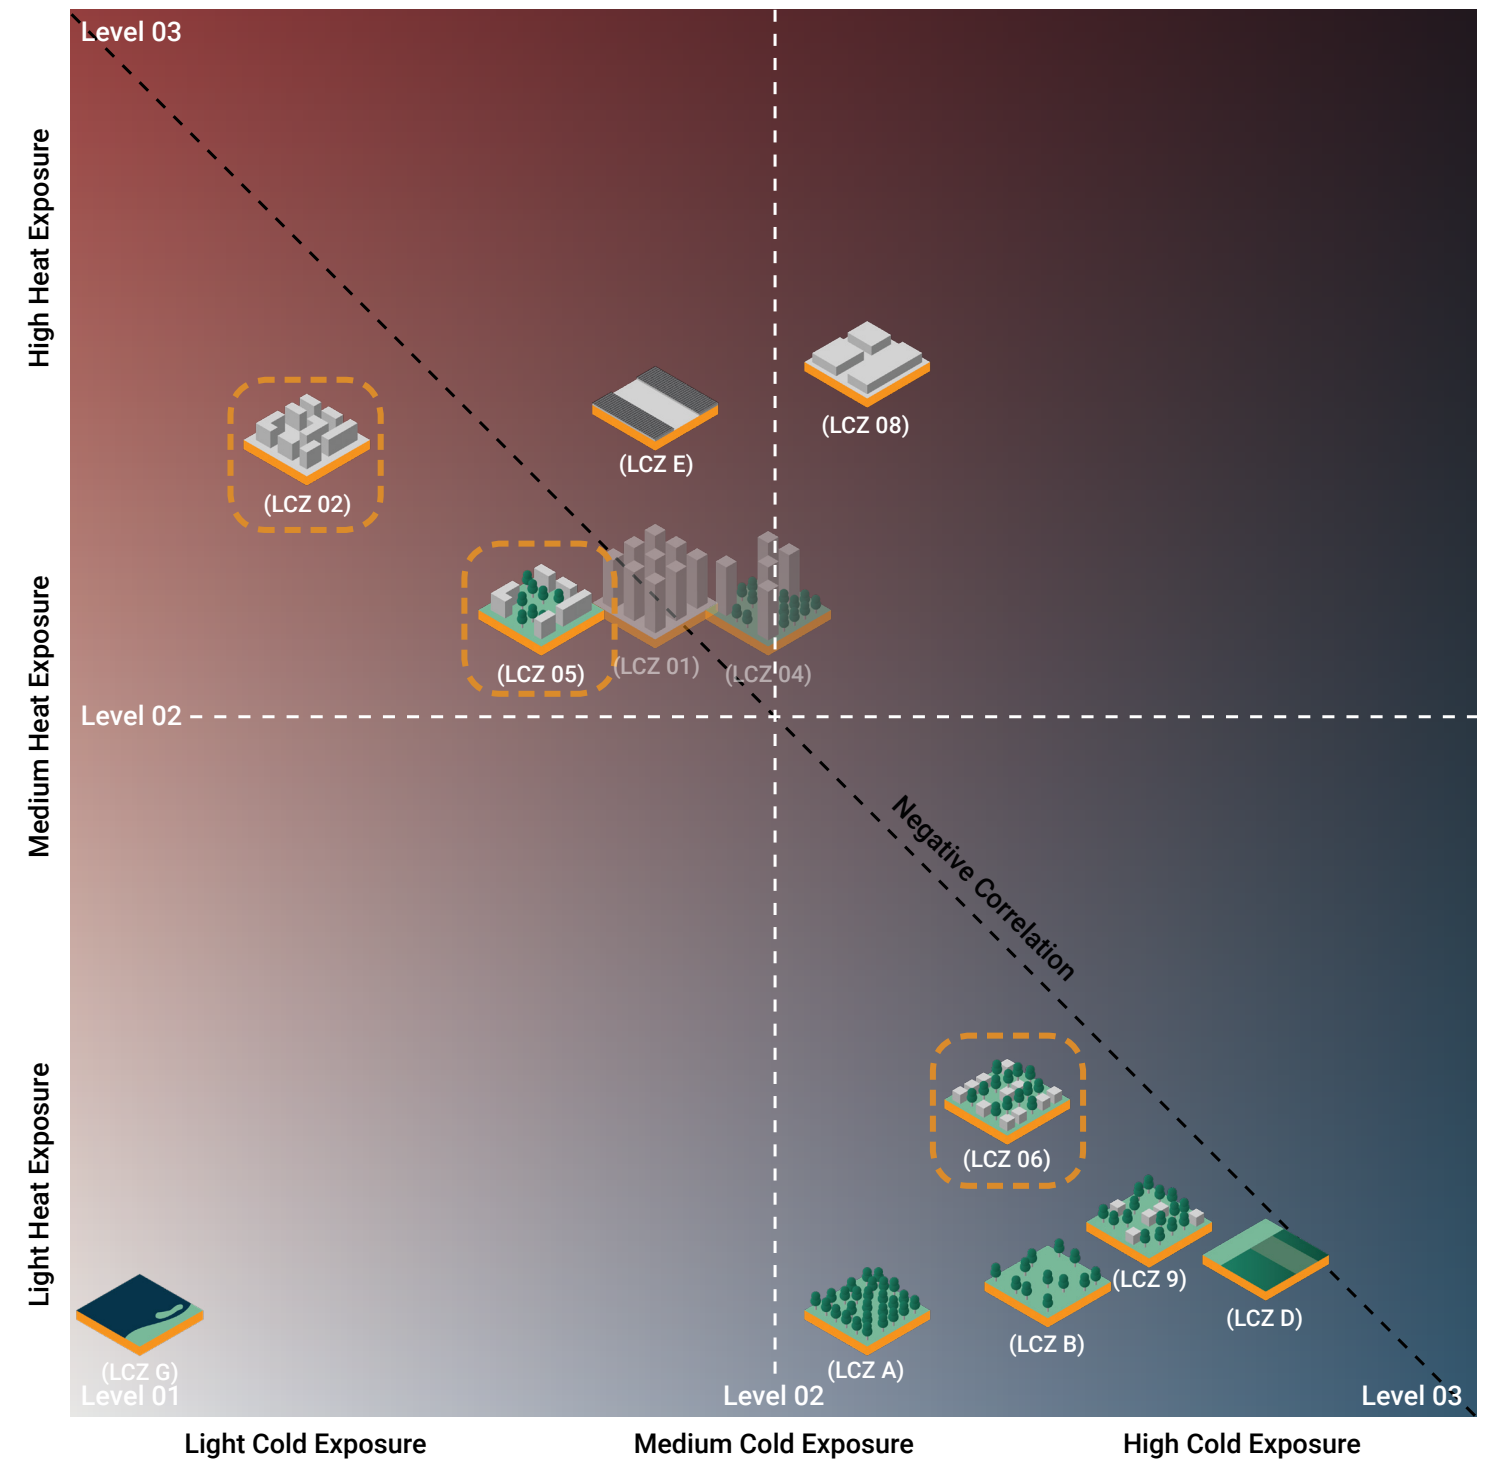 Level 03
High Heat Exposure
(LCZ 08)
(LCZ E)
(LCZ 02)
(LCZ 01)
(LCZ 05)
(LCZ 04)
Medium Heat Exposure
Level 02
Negative Correlation
(LCZ 06)
Light Heat Exposure
(LCZ 9)
(LCZ D)
(LCZ B)
(LCZ A)
(LCZ G)
Level 01
Level 02
Level 03
Light Cold Exposure
Medium Cold Exposure
High Cold Exposure